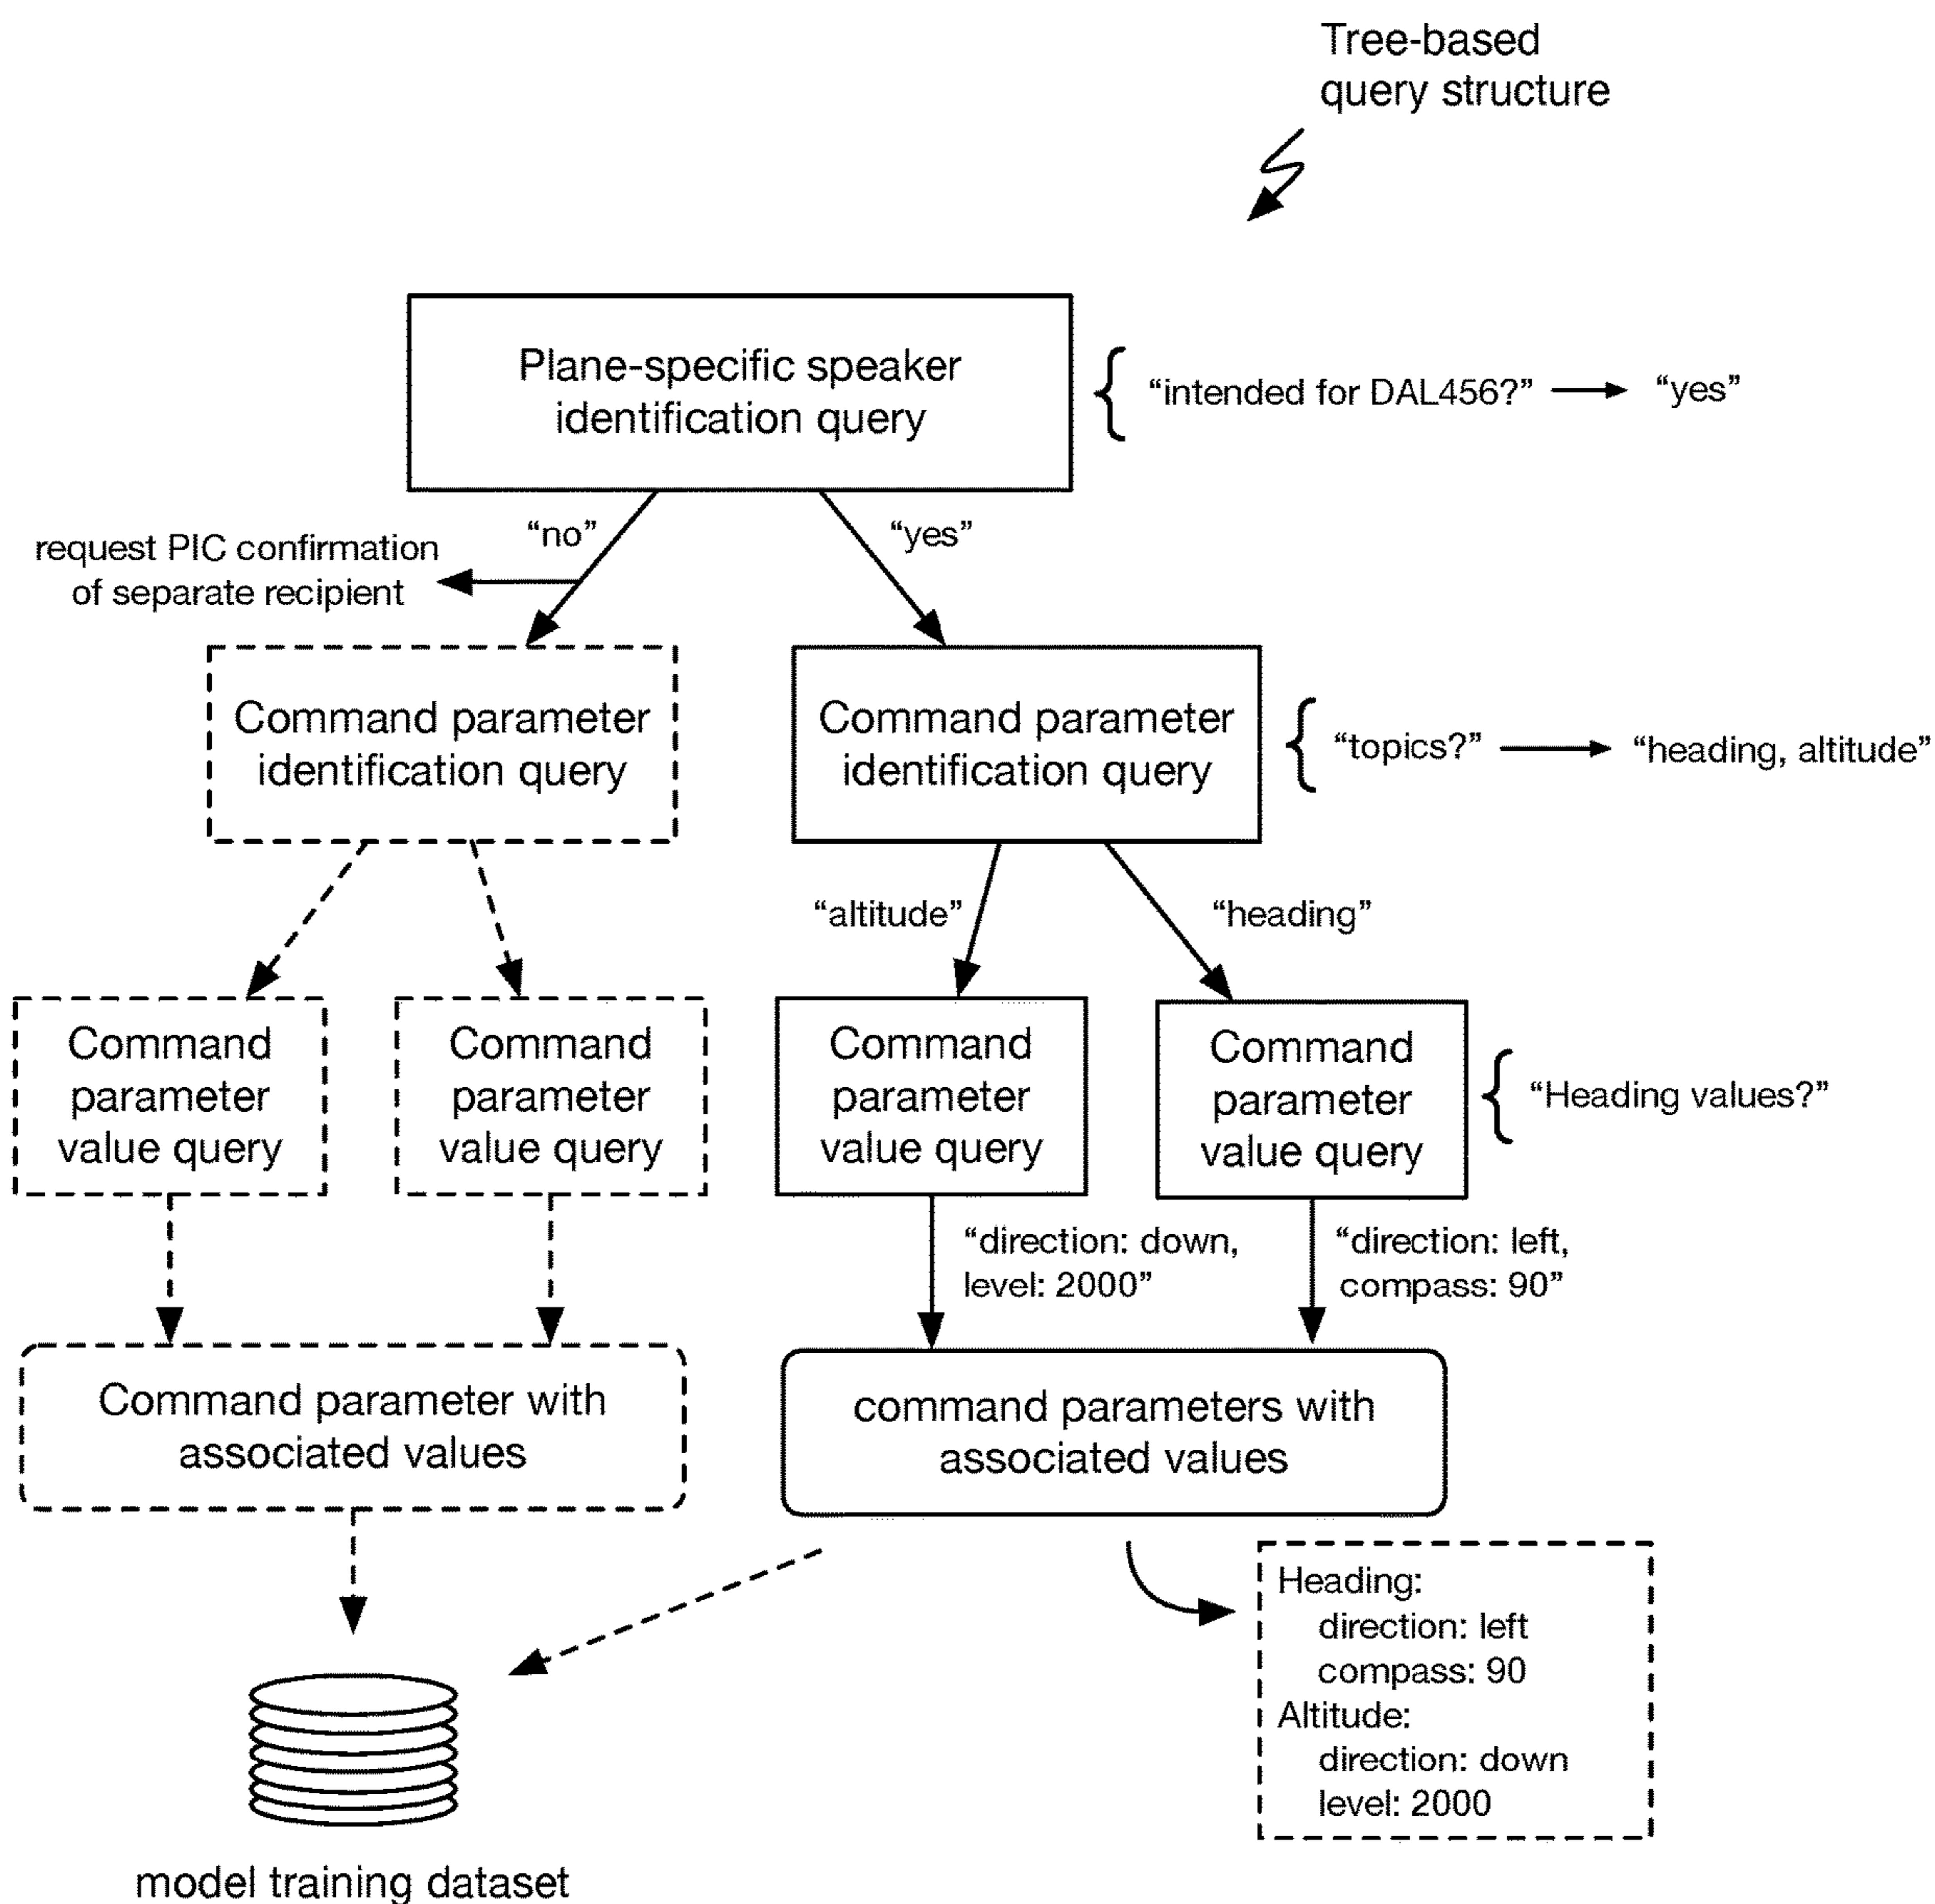 Tree-based
query structure
Plane-specific speaker
identification query
“intended for DAL456?”
“yes”
“no”
“yes”
request PIC confirmation
of separate recipient
Command parameter
identification query
Command parameter
identification query
“topics?”
“heading, altitude”
“altitude”
“heading”
Command
parameter
value query
Command
parameter
value query
Command
parameter
value query
Command
parameter
value query
“Heading values?”
“direction: down,
level: 2000”
“direction: left,
compass: 90”
Command parameter with
associated values
command parameters with
associated values
Heading:
direction: left
compass: 90
Altitude:
direction: down
level: 2000
model training dataset